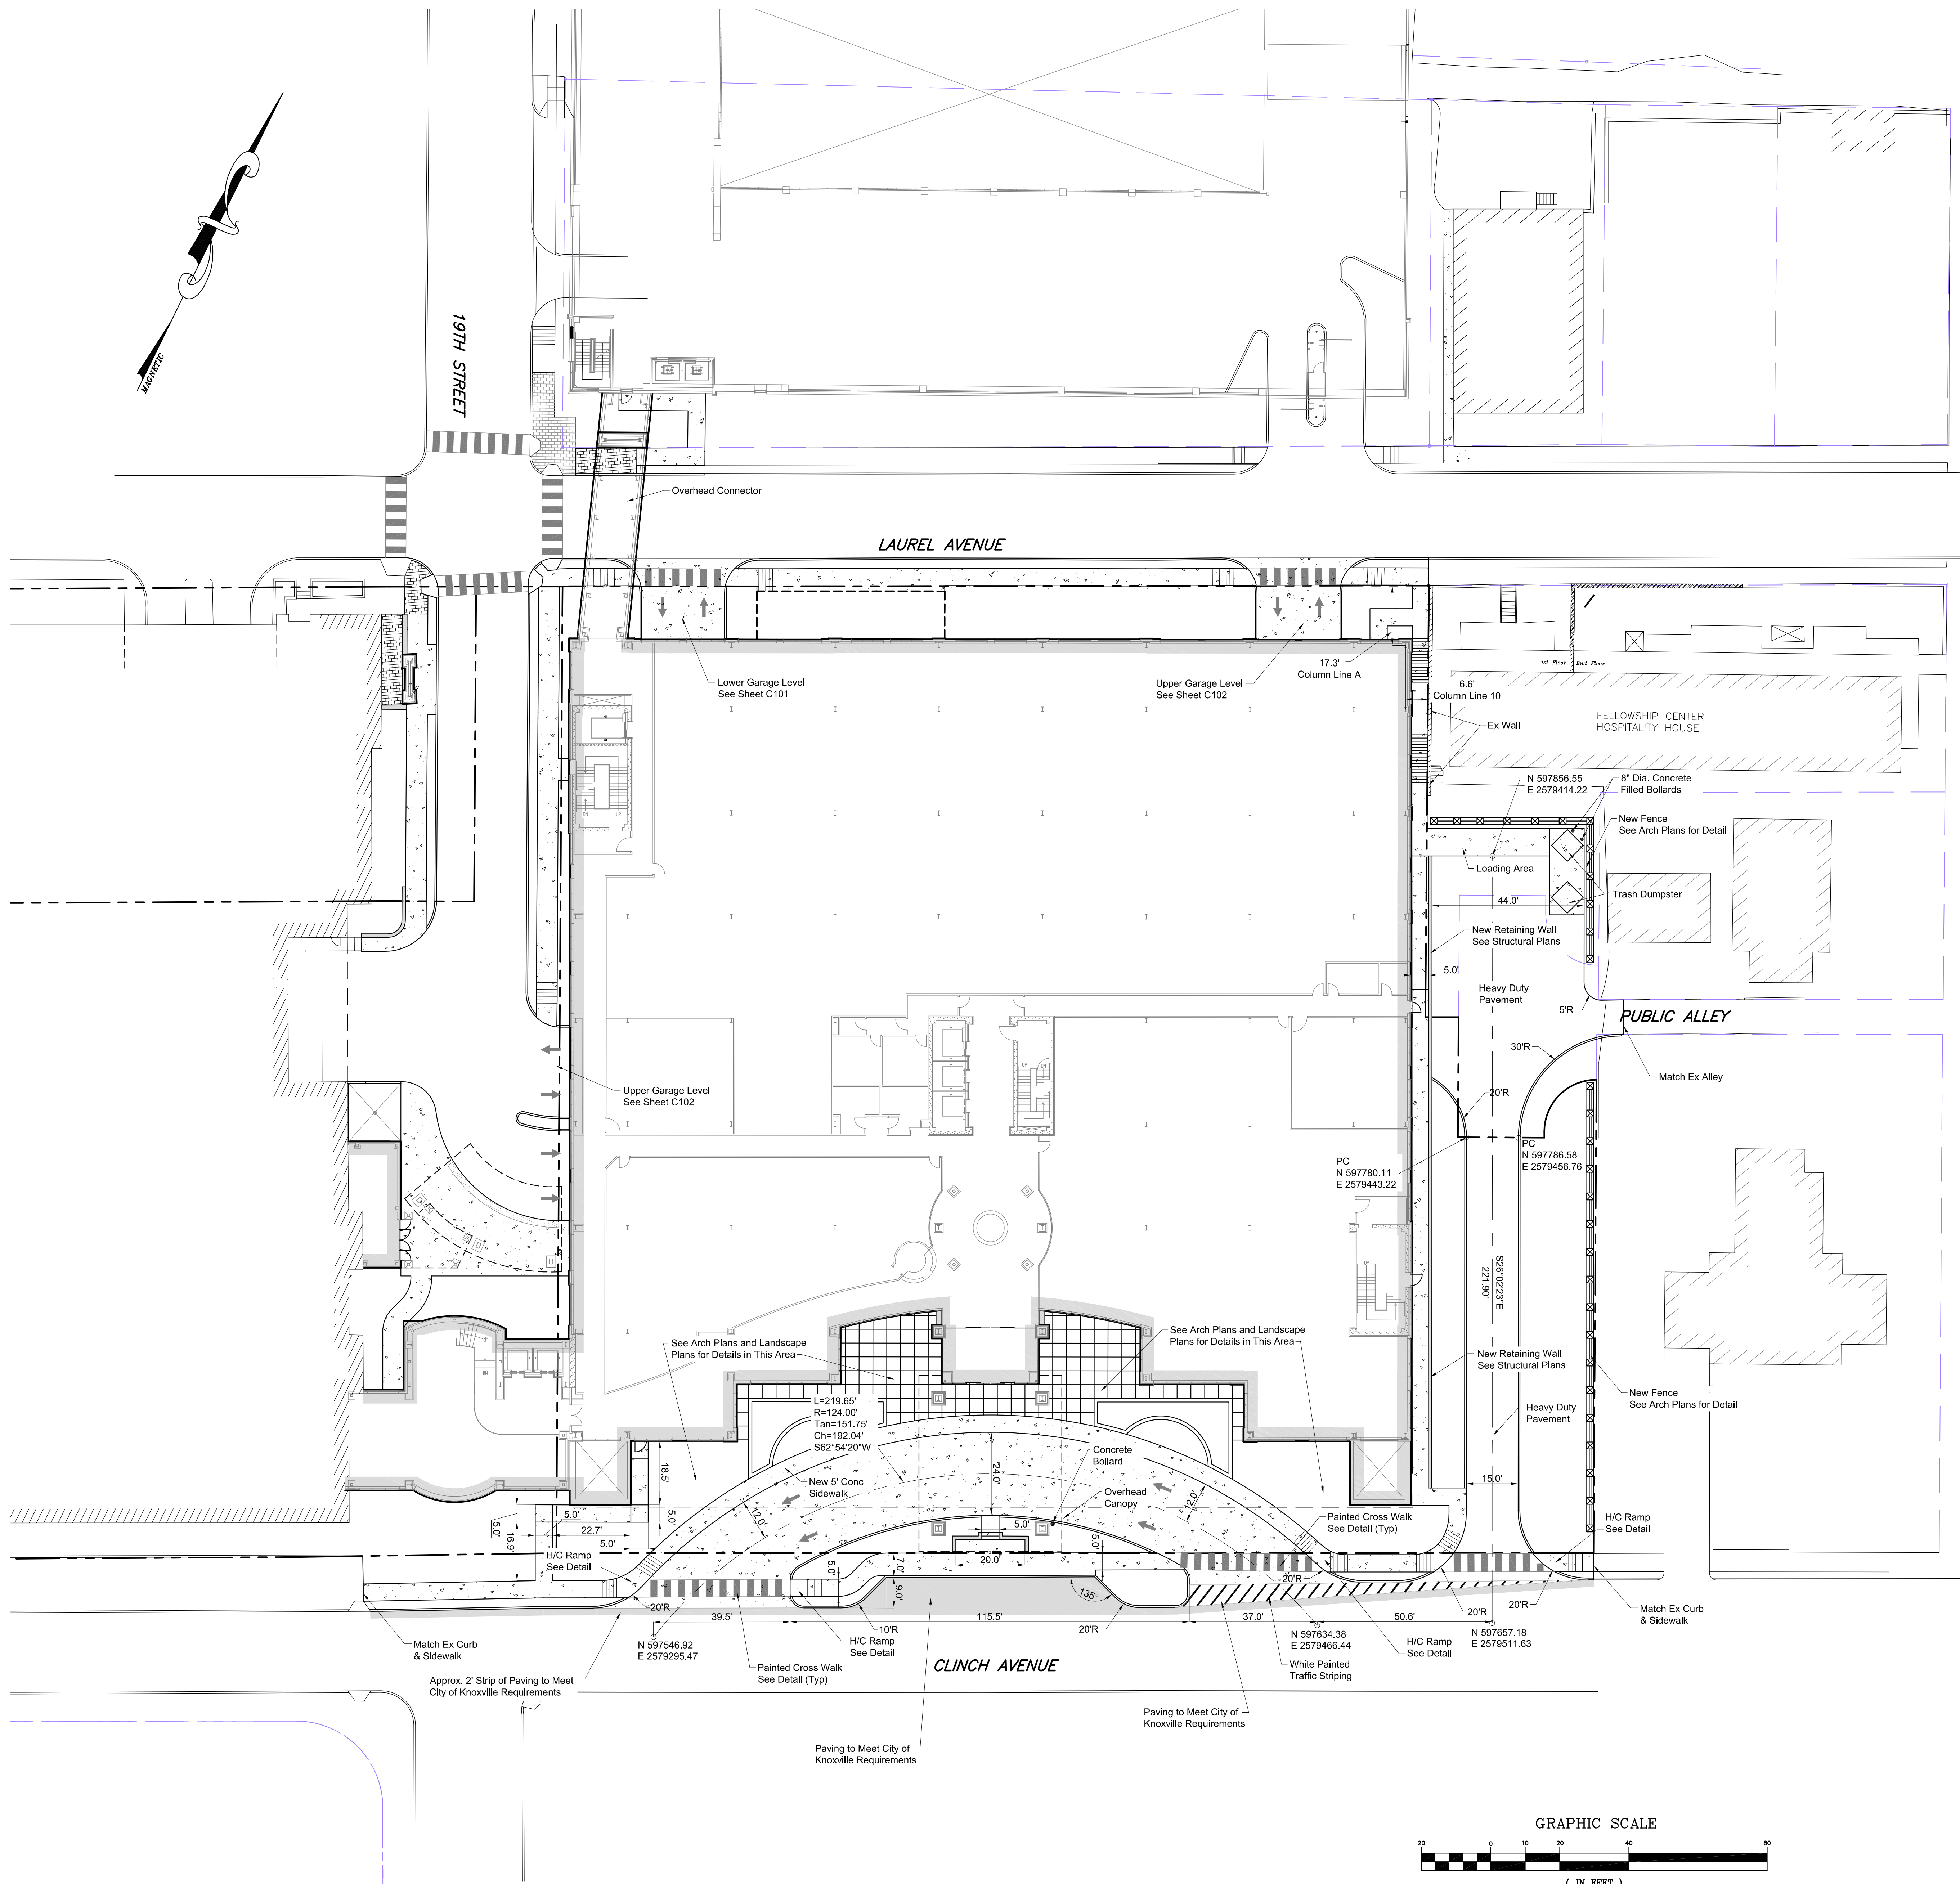 MAGNETIC
19TH STREET
Overhead Connector
LAUREL AVENUE
Lower Garage Level
See Sheet C101
Upper Garage Level
See Sheet C102
17.3'
Column Line A
1st Floor
2nd Floor
6.6'
Column Line 10
Ex Wall
FELLOWSHIP CENTER
HOSPITALITY HOUSE
N 597856.55
E 2579414.22
8" Dia. Concrete
Filled Bollards
New Fence
See Arch Plans for Detail
Loading Area
Trash Dumpster
44.0'
New Retaining Wall
See Structural Plans
5.0'
Heavy Duty
Pavement
5'R
PUBLIC ALLEY
30'R
Match Ex Alley
20'R
Upper Garage Level
See Sheet C102
DN
UP
UP
DN
PC
N 597786.58
E 2579456.76
PC
N 597780.11
E 2579443.22
UP
S26°02'23"E
221.90'
See Arch Plans and Landscape
Plans for Details in This Area
See Arch Plans and Landscape
Plans for Details in This Area
New Retaining Wall
See Structural Plans
New Fence
See Arch Plans for Detail
Heavy Duty
Pavement
L=219.65'
R=124.00'
Tan=151.75'
Ch=192.04'
S62°54'20"W
Concrete
Bollard
24.0'
18.5'
New 5' Conc
Sidewalk
Overhead
Canopy
12.0'
12.0'
15.0'
5.0'
5.0'
22.7'
5.0'
16.9'
5.0'
5.0'
5.0'
Painted Cross Walk
See Detail (Typ)
H/C Ramp
See Detail
H/C Ramp
See Detail
20.0'
7.0'
5.0'
9.0'
135°
20'R
20'R
39.5'
115.5'
37.0'
50.6'
20'R
20'R
10'R
20'R
N 597546.92
E 2579295.47
H/C Ramp
See Detail
N 597634.38
E 2579466.44
H/C Ramp
See Detail
N 597657.18
E 2579511.63
Match Ex Curb
& Sidewalk
Match Ex Curb
& Sidewalk
Painted Cross Walk
See Detail (Typ)
CLINCH AVENUE
White Painted
Traffic Striping
Approx. 2' Strip of Paving to Meet
City of Knoxville Requirements
Paving to Meet City of
Knoxville Requirements
Paving to Meet City of
Knoxville Requirements
GRAPHIC SCALE
20 0 10 20 40 80
( IN FEET )